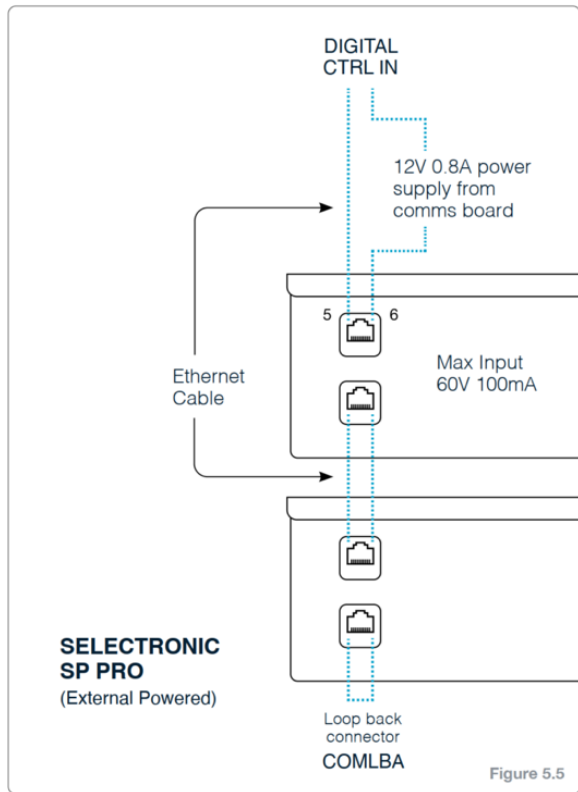 DIGITAL
CTRL IN
12V 0.8A power
supply from
comms board
5
6
Max Input
60V 100mA
Ethernet
Cable
SELECTRONIC
SP PRO
(External Powered)
Loop back
connector
COMLBA
Figure 5.5